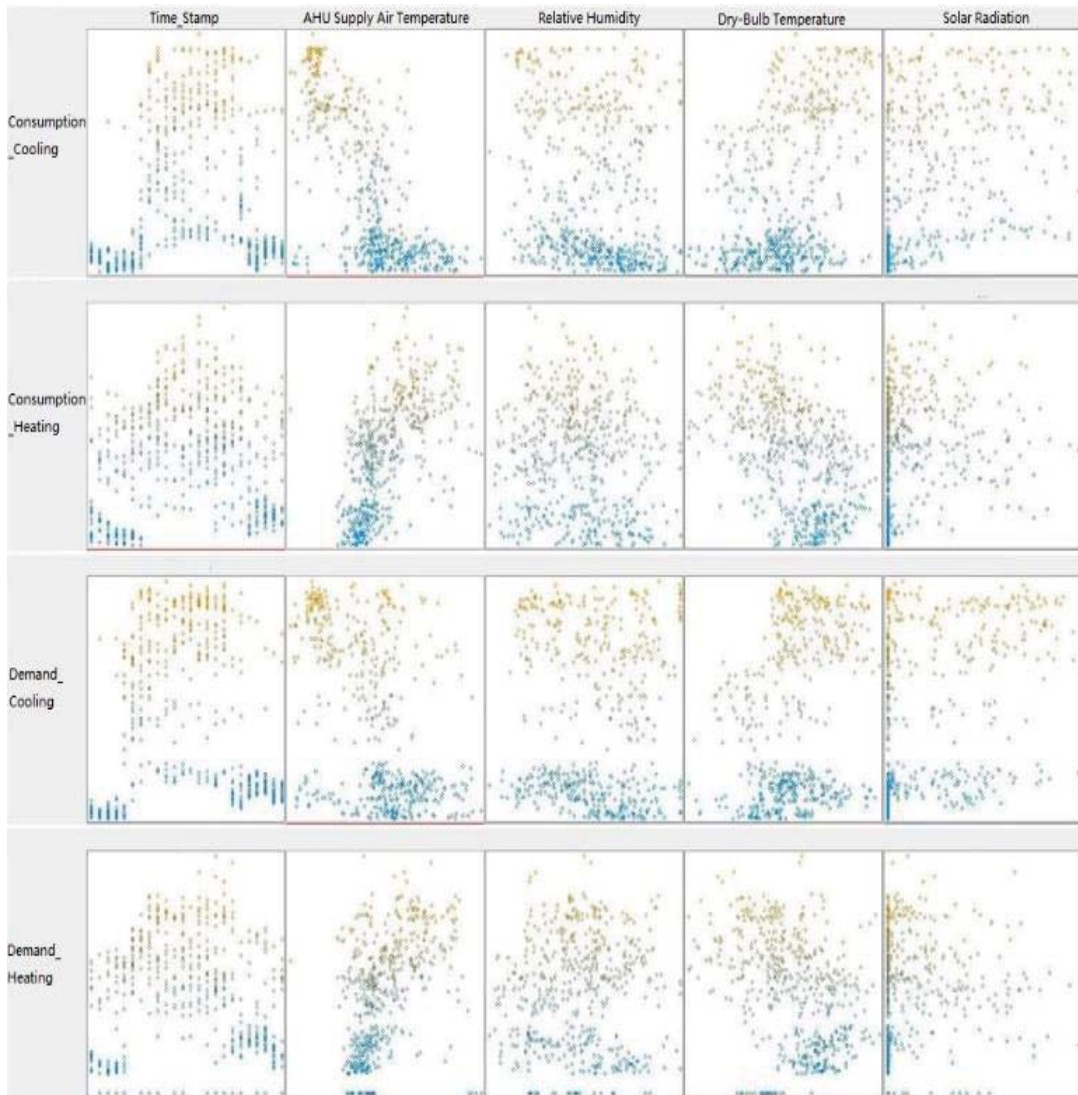 Time_Stamp
AHU Supply Air Temperature
Relative Humidity
Dry-Bulb Temperature
Solar Radiation
Consumption
_Cooling
Consumption
_Heating
Demand_
Cooling
Demand_
Heating